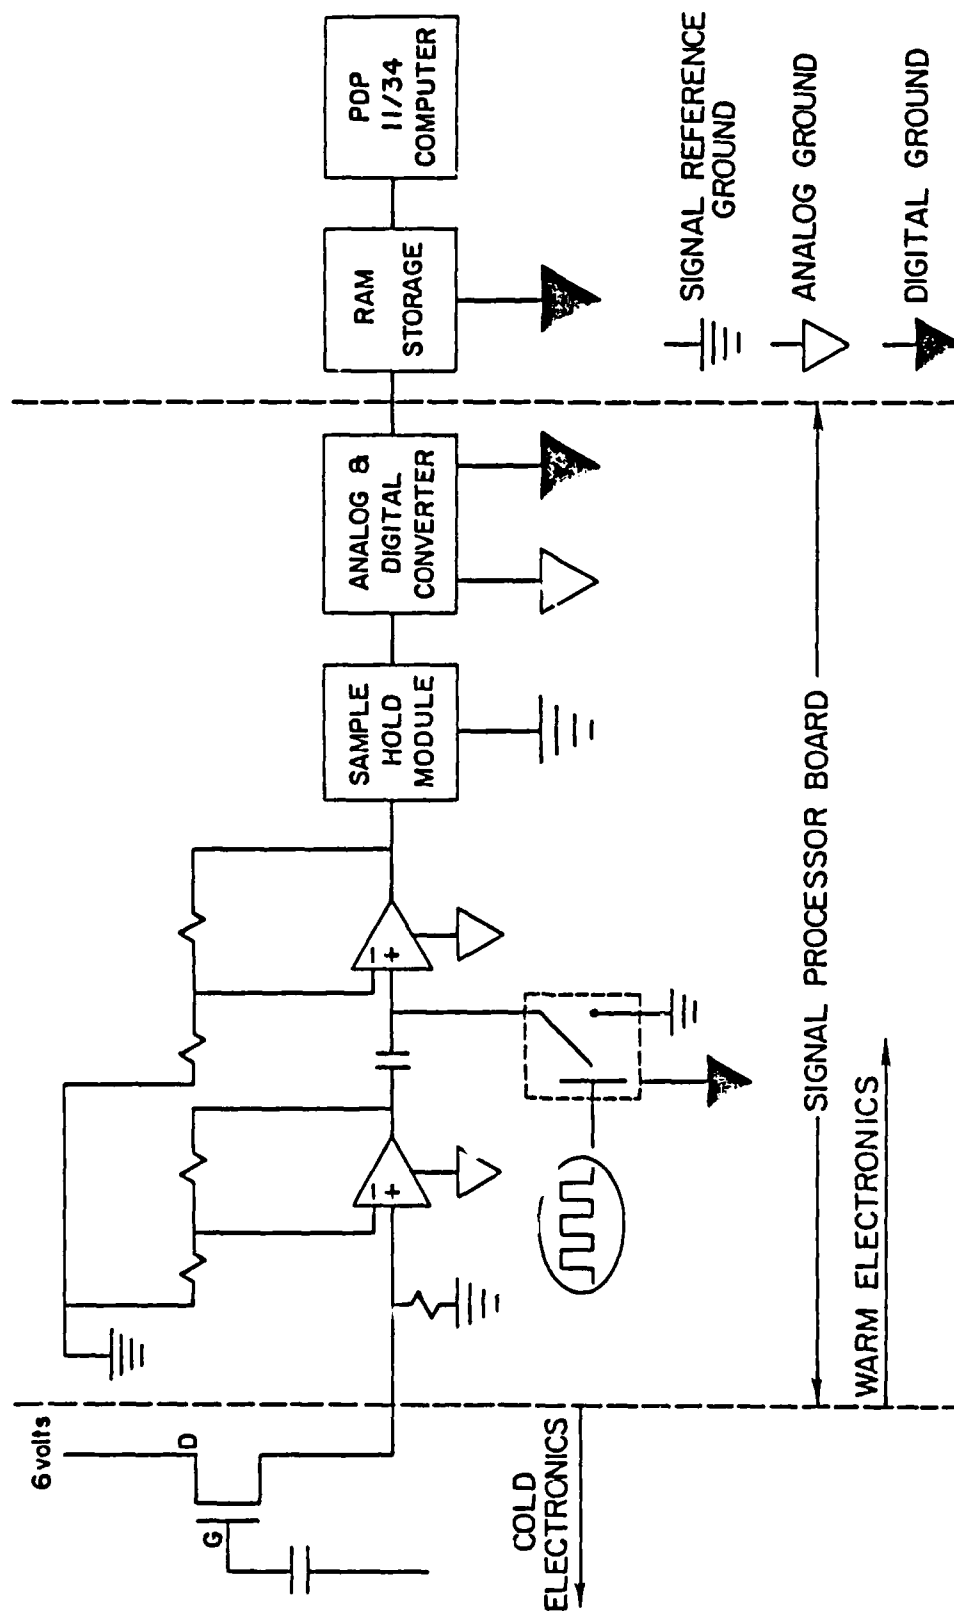 6 volts
D
G
COLD
ELECTRONICS
−
+
−
+
SAMPLE
HOLD
MODULE
ANALOG &
DIGITAL
CONVERTER
RAM
STORAGE
PDP
11/34
COMPUTER
SIGNAL PROCESSOR BOARD
WARM ELECTRONICS
SIGNAL REFERENCE
GROUND
ANALOG GROUND
DIGITAL GROUND